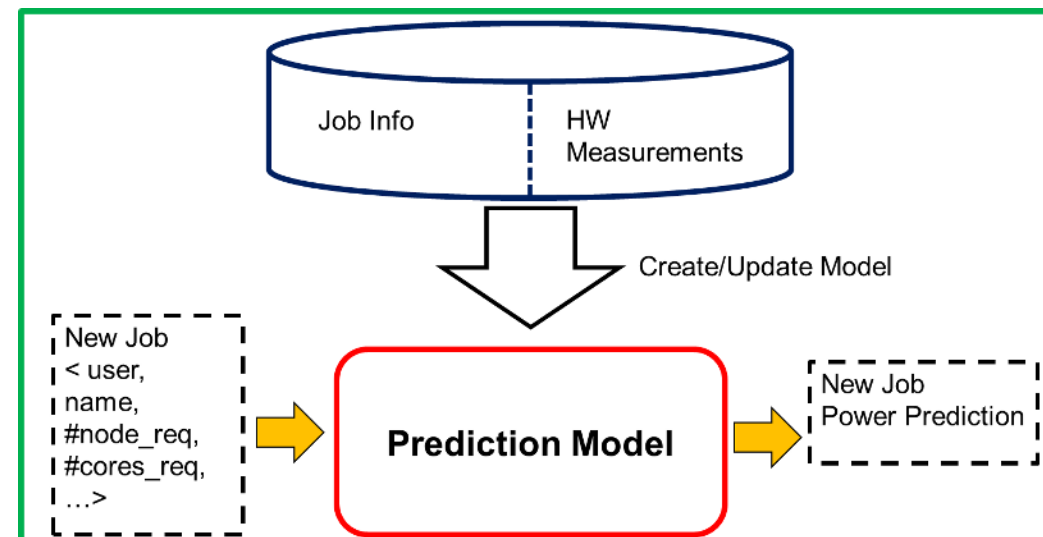 Job Info
HW
Measurements
Create/Update Model
New Job
< user,
name,
#node_req,
#cores_req,
...>
Prediction Model
New Job
Power Prediction